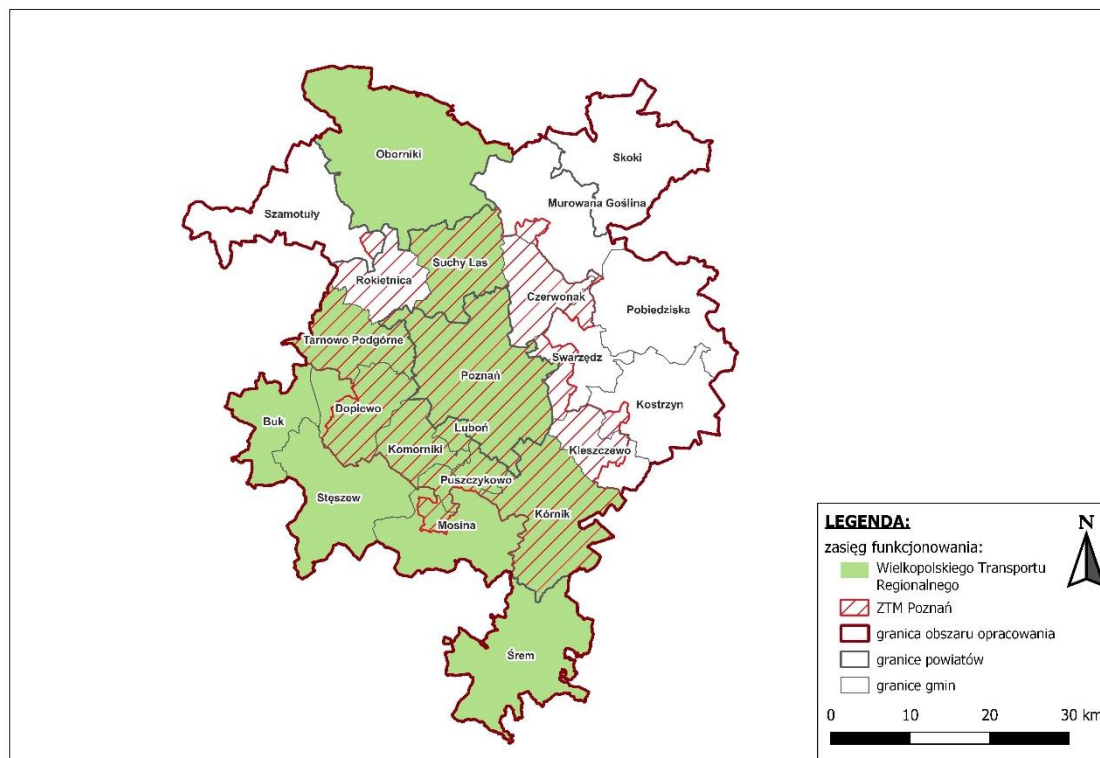 Oborniki
Skoki
Szamotuły
Murowana Goślina
Suchy Las
Rokietnica
Czerwonak
Pobiedziska
Tarnowo Podgórne
Swarzędz
Poznań
Kostrzyn
Dopiewo
Buk
Luboń
Komorniki
Kleszczewo
Puszczykowo
Stęszew
Kórnik
Mosina
Śrem
LEGENDA:
N
zasięg funkcjonowania:
Wielkopolskiego Transportu
Regionalnego
ZTM Poznań
granica obszaru opracowania
granice powiatów
granice gmin
0 10 20 30 km